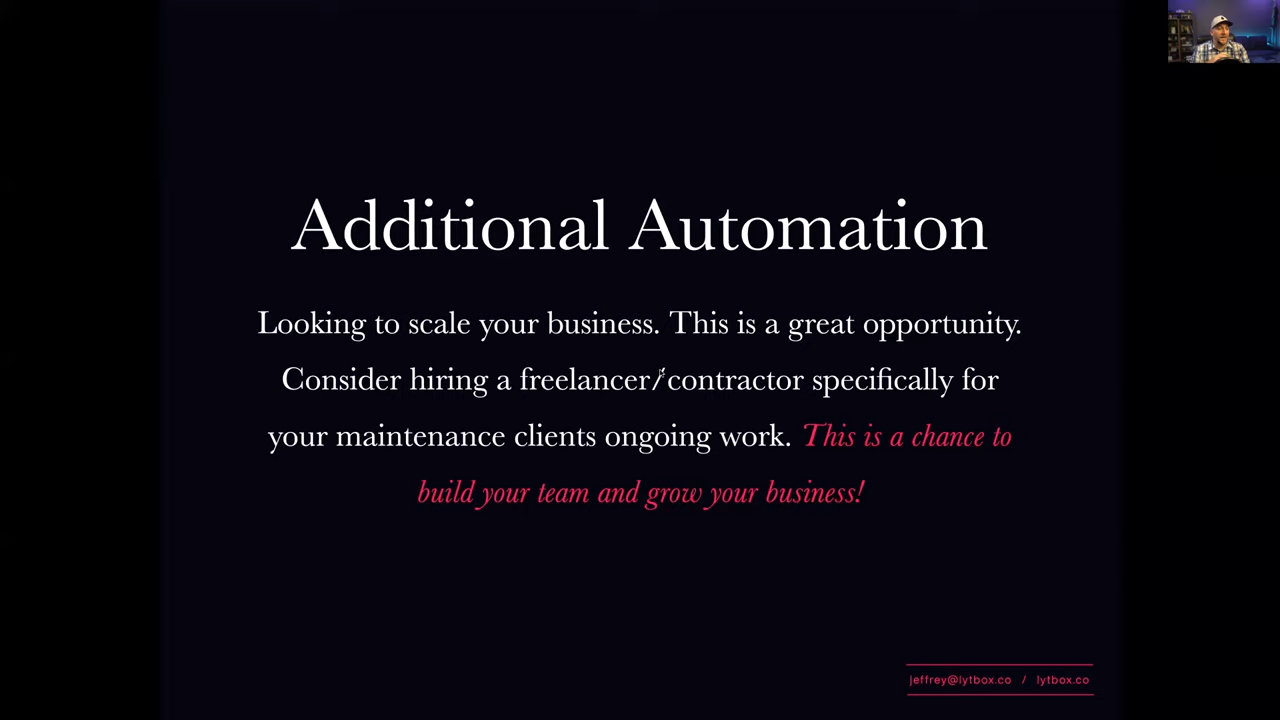 Additional Automation
Looking to scale your business. This is a great opportunity.
Consider hiring a freelancer/contractor specifically for
your maintenance clients ongoing work. This is a chance to
build your team and grow your business!
jeffrey@lytbox.co / lytbox.co